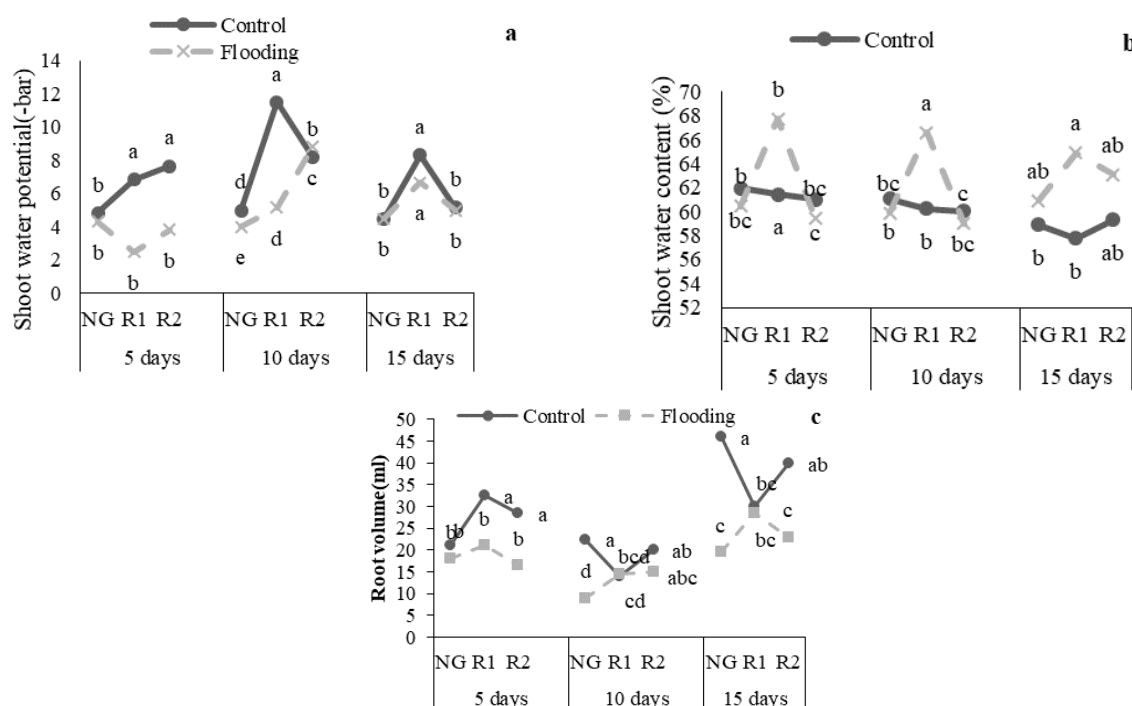 Control
Flooding
a
Shoot water potential(-bar)
14
12
10
8
6
4
2
0
b a a
b b b
d a b
e d c
b a b
b a b
NG R1 R2 NG R1 R2 NG R1 R2
5 days 10 days 15 days
Control
b
Shoot water content (%)
70
68
66
64
62
60
58
56
54
52
b b bc
bc a c
bc a c
b b bc
ab a ab
b b ab
NG R1 R2 NG R1 R2 NG R1 R2
5 days 10 days 15 days
Control Flooding
c
Root volume(ml)
50
45
40
35
30
25
20
15
10
5
0
b a a
b b b
a bcd ab
d cd abc
a bc ab
c bc c
NG R1 R2 NG R1 R2 NG R1 R2
5 days 10 days 15 days